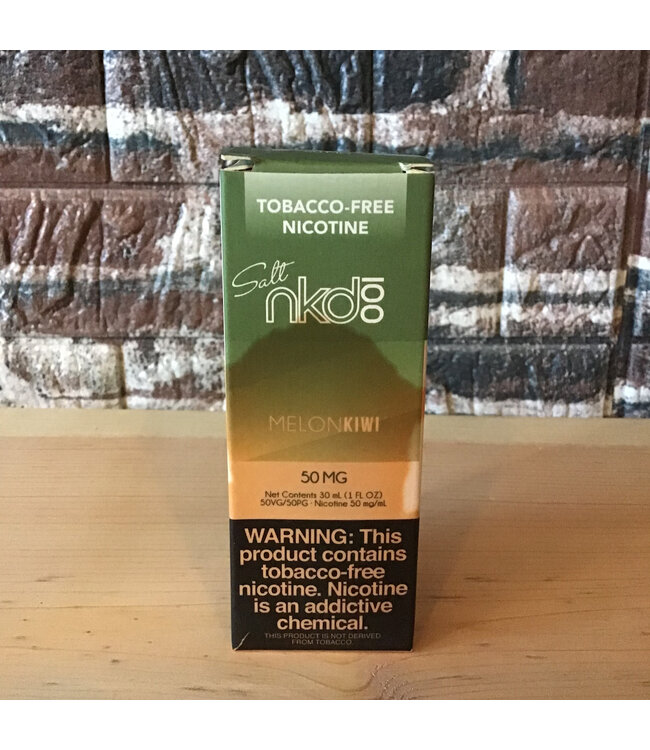 TOBACCO-FREE
NICOTINE
Salt
nkd100
MELONKIWI
50 MG
Net Contents 30 mL (1 FL OZ)
50VG/50PG · Nicotine 50 mg/mL
WARNING: This
product contains
tobacco-free
nicotine. Nicotine
is an addictive
chemical.
THIS PRODUCT IS NOT DERIVED
FROM TOBACCO.